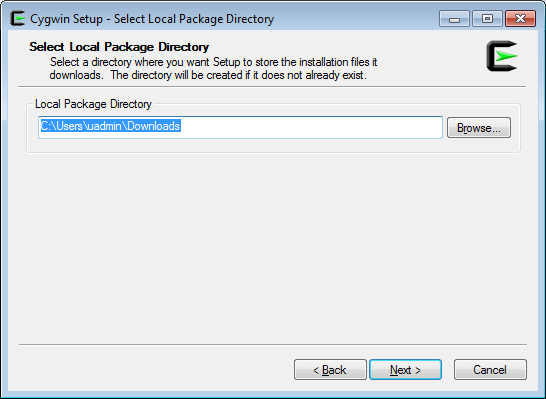 Cygwin Setup - Select Local Package Directory
Select Local Package Directory
Select a directory where you want Setup to store the installation files it
downloads. The directory will be created if it does not already exist.
Local Package Directory
C:\Users\uadmin\Downloads
Browse...
< Back
Next >
Cancel